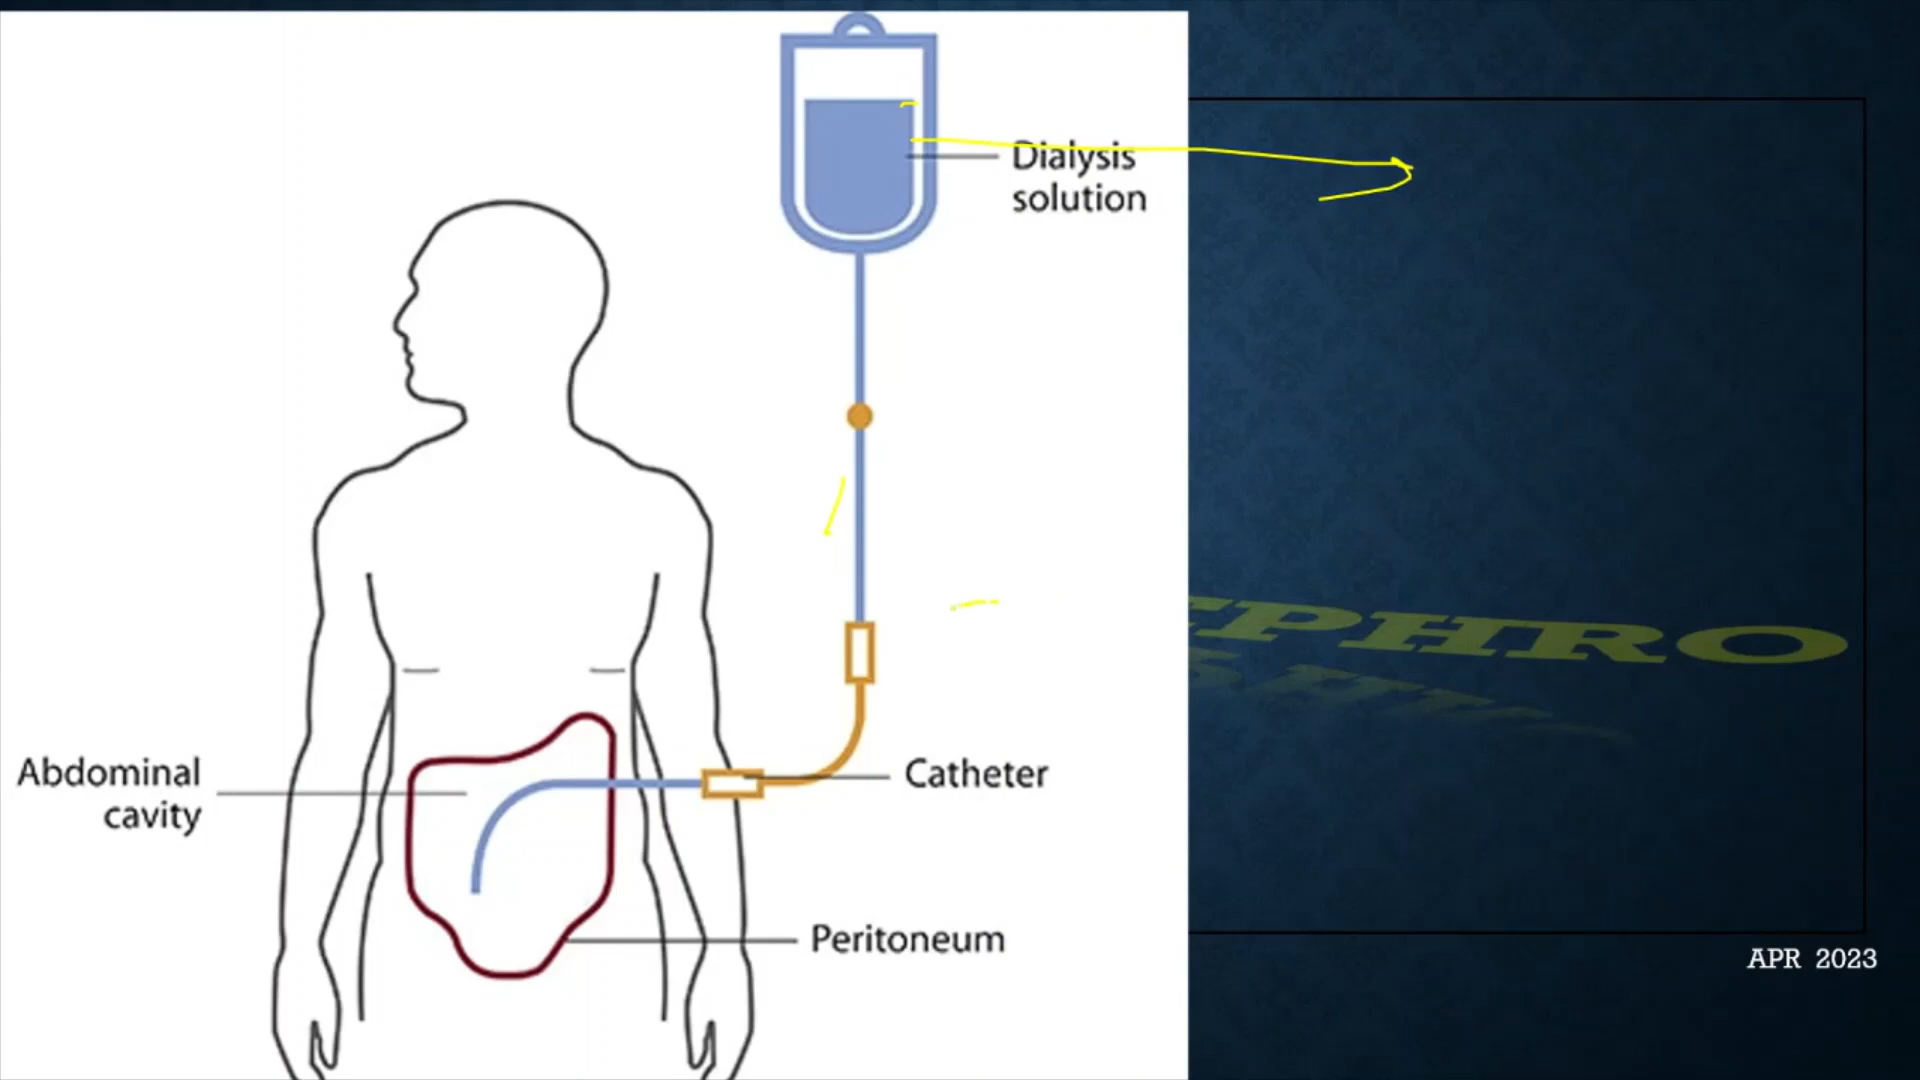 Dialysis
solution
Abdominal
cavity
Catheter
Peritoneum
APR 2023